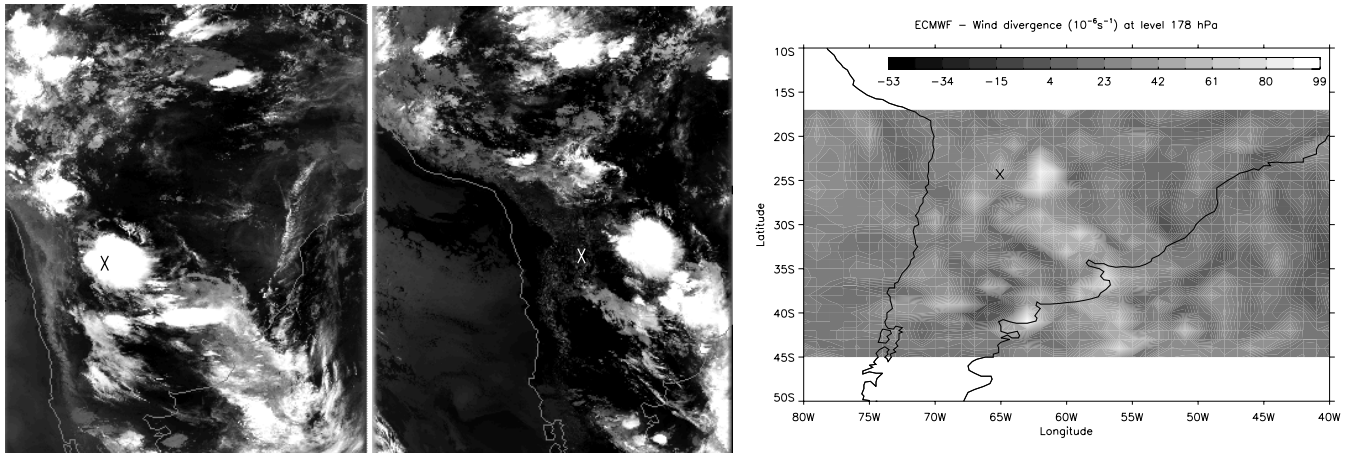 ECMWF – Wind divergence (10⁻⁶s⁻¹) at level 178 hPa
10S
−53 −34 −15 4 23 42 61 80 99
15S
20S
X
25S
X
X
30S
Latitude
35S
40S
45S
50S
80W 75W 70W 65W 60W 55W 50W 45W 40W
Longitude